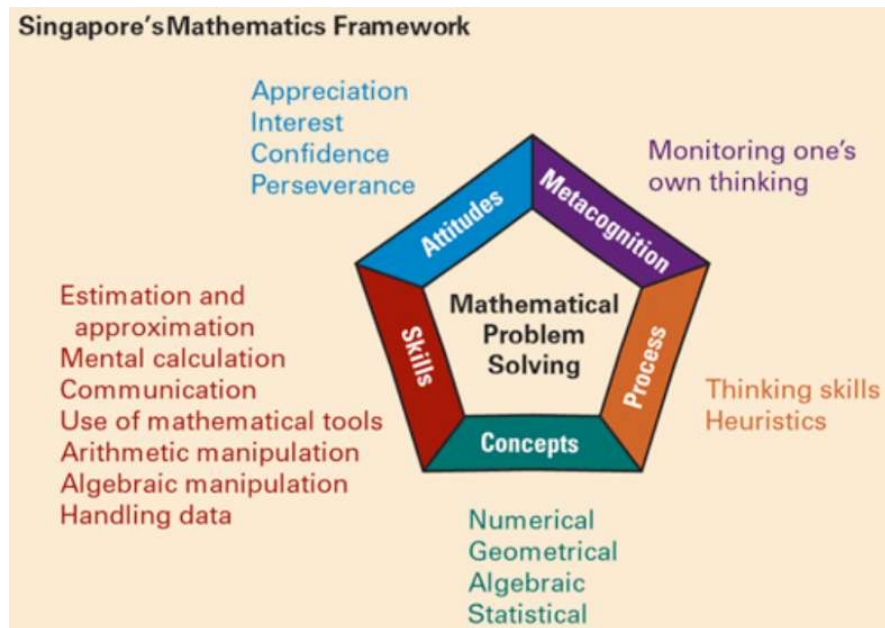 Singapore's Mathematics Framework
Appreciation
Interest
Confidence
Perseverance
Monitoring one's
own thinking
Attitudes
Metacognition
Estimation and
approximation
Mental calculation
Communication
Use of mathematical tools
Arithmetic manipulation
Algebraic manipulation
Handling data
Skills
Mathematical
Problem
Solving
Process
Thinking skills
Heuristics
Concepts
Numerical
Geometrical
Algebraic
Statistical